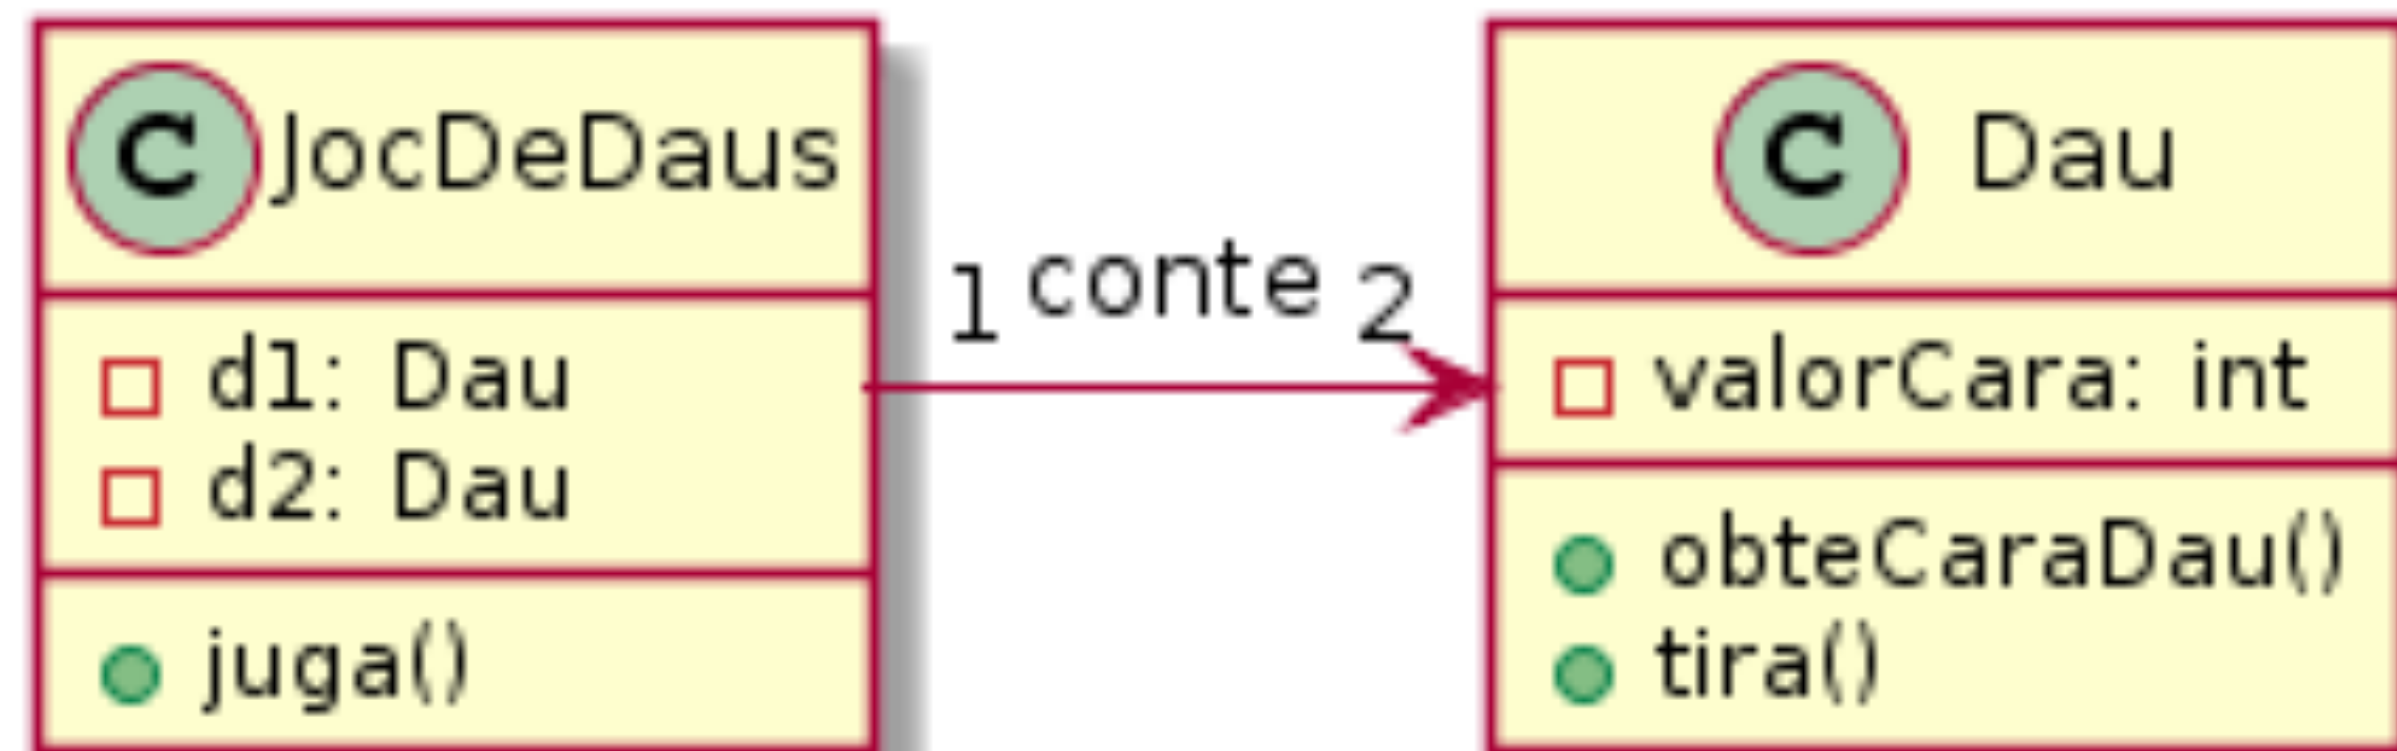 C JocDeDaus
d1: Dau
d2: Dau
juga()
1 conte 2
C Dau
valorCara: int
obteCaraDau()
tira()